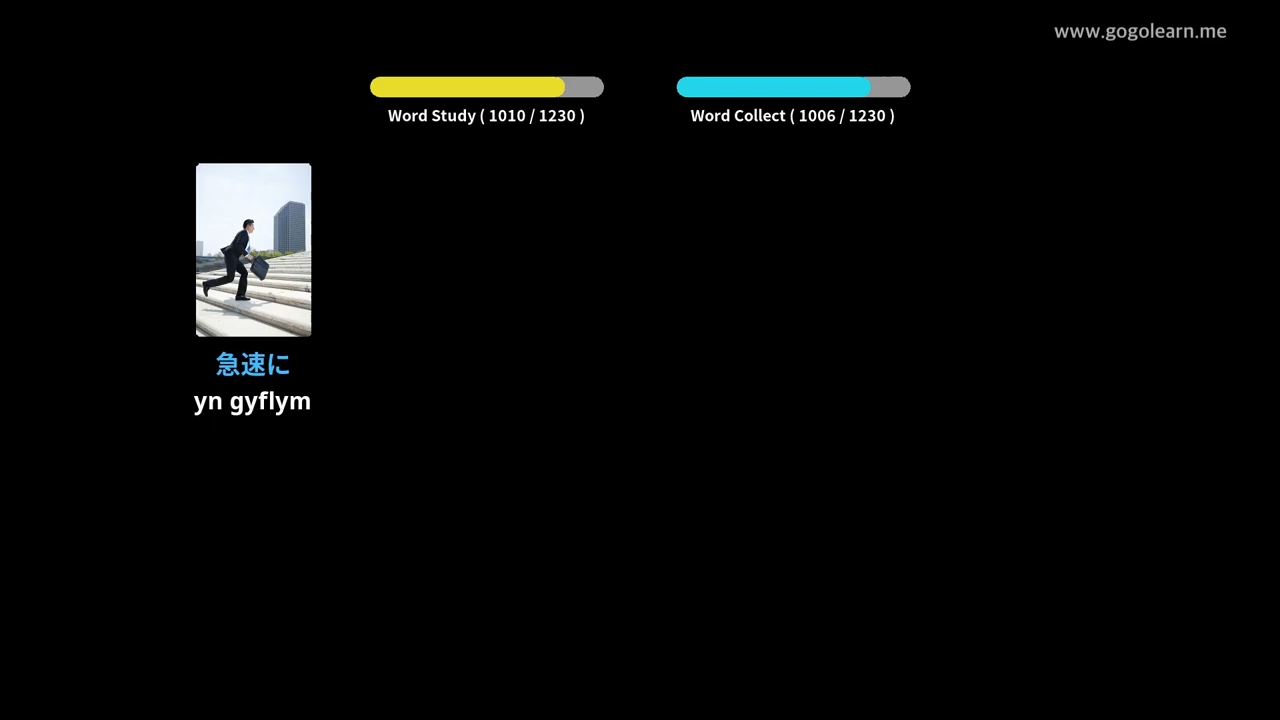 www.gogolearn.me
Word Study ( 1010 / 1230 )
Word Collect ( 1006 / 1230 )
急速に
yn gyflym